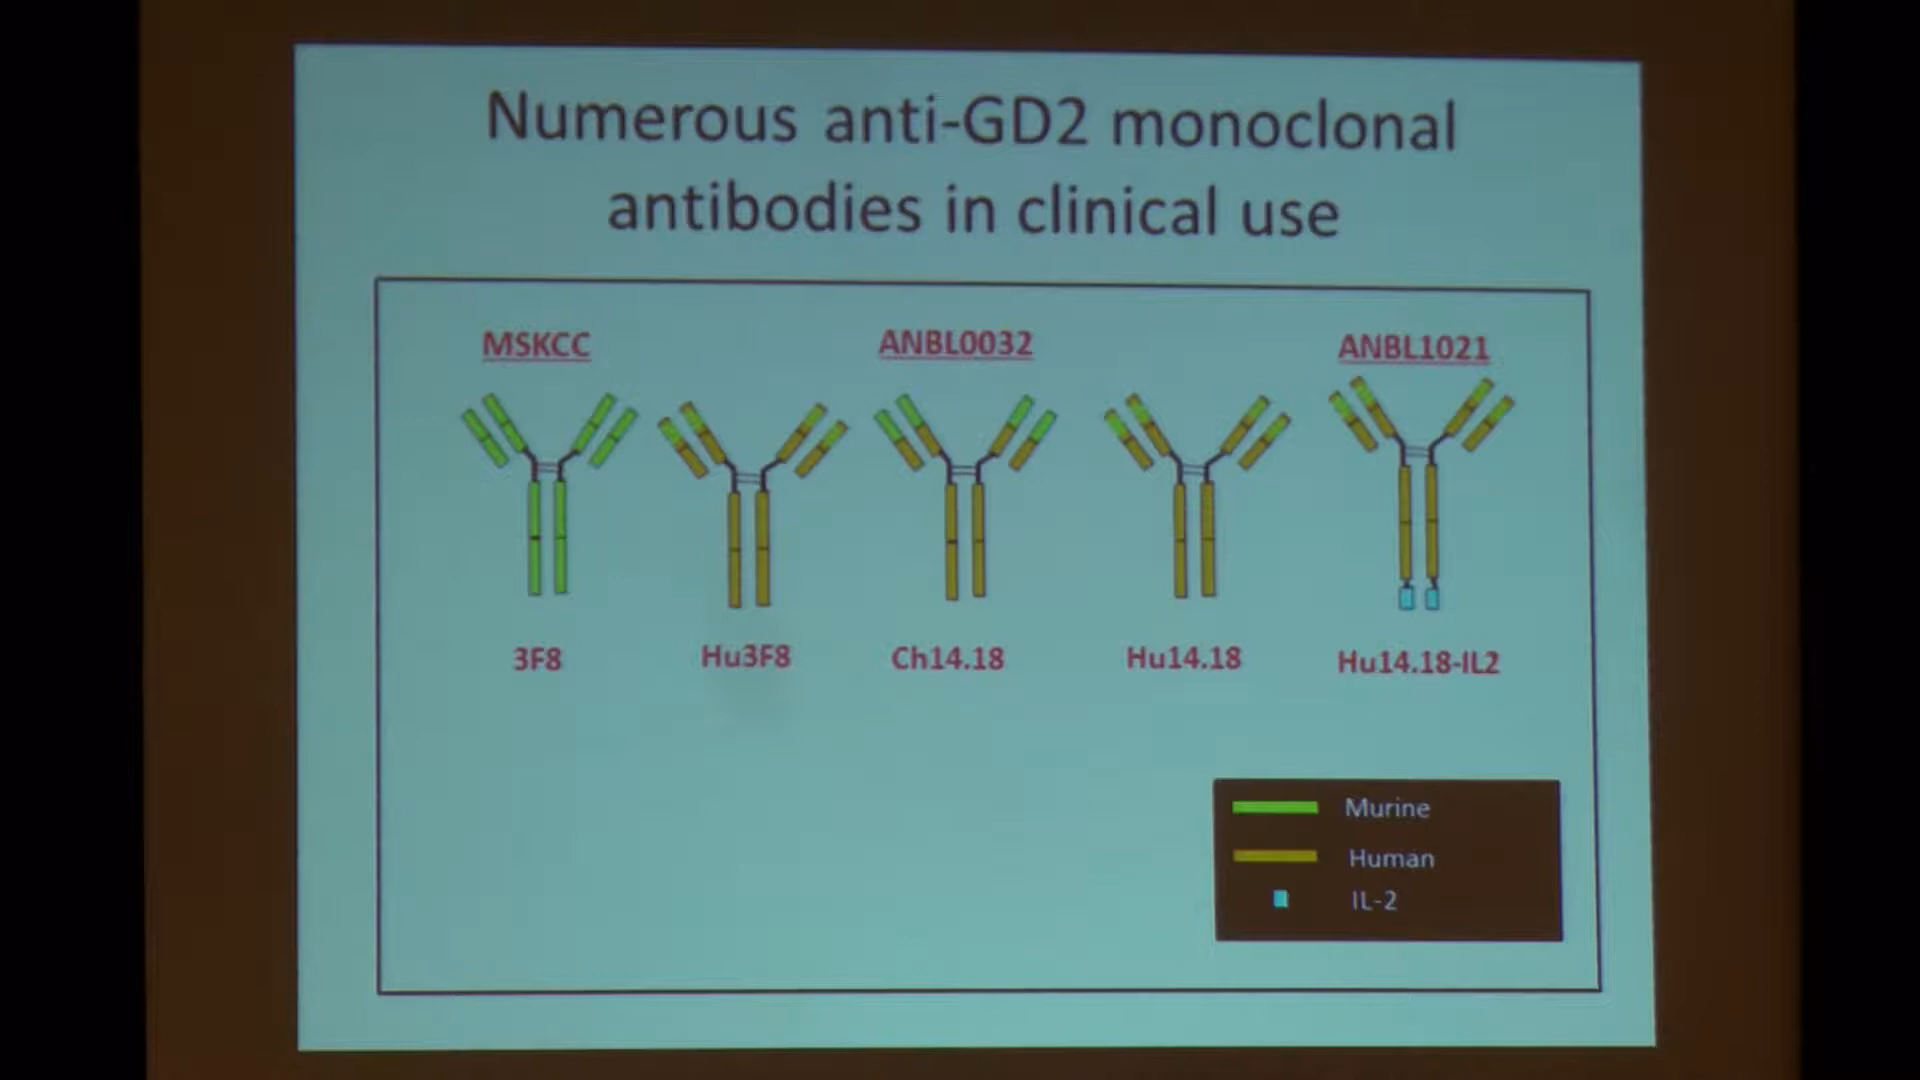 Numerous anti-GD2 monoclonal
antibodies in clinical use
MSKCC ANBL0032 ANBL1021
3F8 Hu3F8 Ch14.18 Hu14.18 Hu14.18-IL2
Murine
Human
IL-2